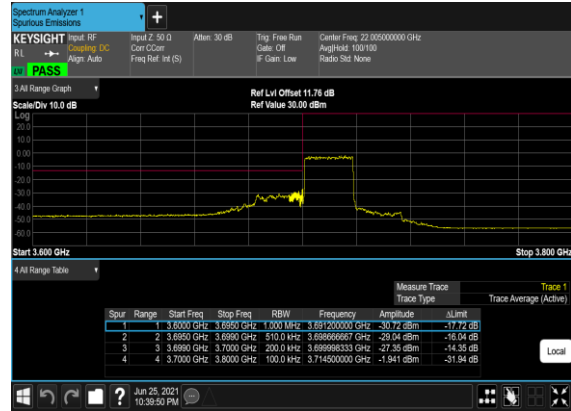 Spectrum Analyzer 1
Spurious Emissions
KEYSIGHT Input: RF Input Z: 50 Ω Atten: 30 dB Trig: Free Run Center Freq: 22.005000000 GHz
RL Coupling: DC Corr CCorr Gate: Off Avg|Hold: 100/100
Align: Auto Freq Ref: Int (S) IF Gain: Low Radio Std: None
LM PASS
3 All Range Graph
Ref Lvl Offset 11.76 dB
Scale/Div 10.0 dB Ref Value 30.00 dBm
Log
20.0
10.0
0.00
-10.0
-20.0
-30.0
-40.0
-50.0
-60.0
Start 3.600 GHz Stop 3.800 GHz
4 All Range Table
Measure Trace Trace 1
Trace Type Trace Average (Active)
Spur Range Start Freq Stop Freq RBW Frequency Amplitude ΔLimit
1 1 3.6000 GHz 3.6950 GHz 1.000 MHz 3.691200000 GHz -30.72 dBm -17.72 dB
2 2 3.6950 GHz 3.6990 GHz 510.0 kHz 3.698666667 GHz -29.04 dBm -16.04 dB
3 3 3.6990 GHz 3.7000 GHz 200.0 kHz 3.699998333 GHz -27.35 dBm -14.35 dB
4 4 3.7000 GHz 3.8000 GHz 100.0 kHz 3.714500000 GHz -1.941 dBm -31.94 dB
Local
?
Jun 25, 2021
10:39:50 PM